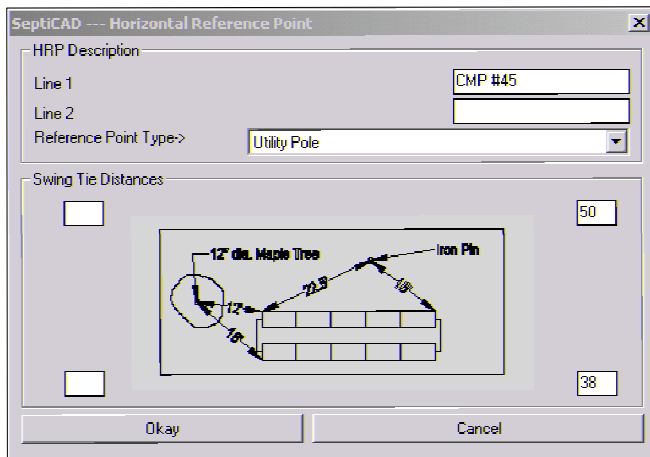 SeptiCAD --- Horizontal Reference Point
HRP Description
Line 1
CMP #45
Line 2
Reference Point Type->
Utility Pole
Swing Tie Distances
50
12" dia. Maple Tree
Iron Pin
22.5'
12'
18'
38
Okay
Cancel